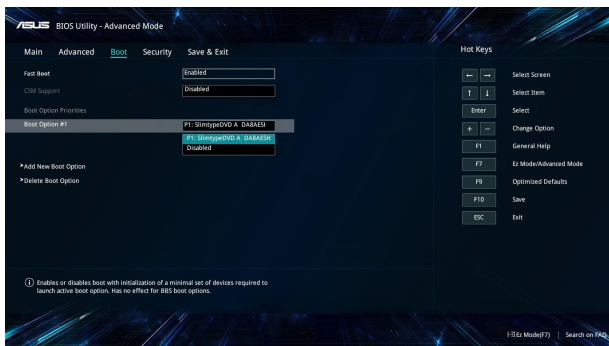 ASUS BIOS Utility - Advanced Mode
Main Advanced Boot Security Save & Exit
Hot Keys
Fast Boot Enabled
CSM Support Disabled
Boot Option Priorities
Boot Option #1 P1: SlimtypeDVD A DA8AESH
P1: SlimtypeDVD A DA8AESH
Disabled
>Add New Boot Option
>Delete Boot Option
← → Select Screen
↑ ↓ Select Item
Enter Select
+ - Change Option
F1 General Help
F7 Ez Mode/Advanced Mode
F9 Optimized Defaults
F10 Save
ESC Exit
Enables or disables boot with initialization of a minimal set of devices required to
launch active boot option. Has no effect for BBS boot options.
Ez Mode(F7) | Search on FAQ